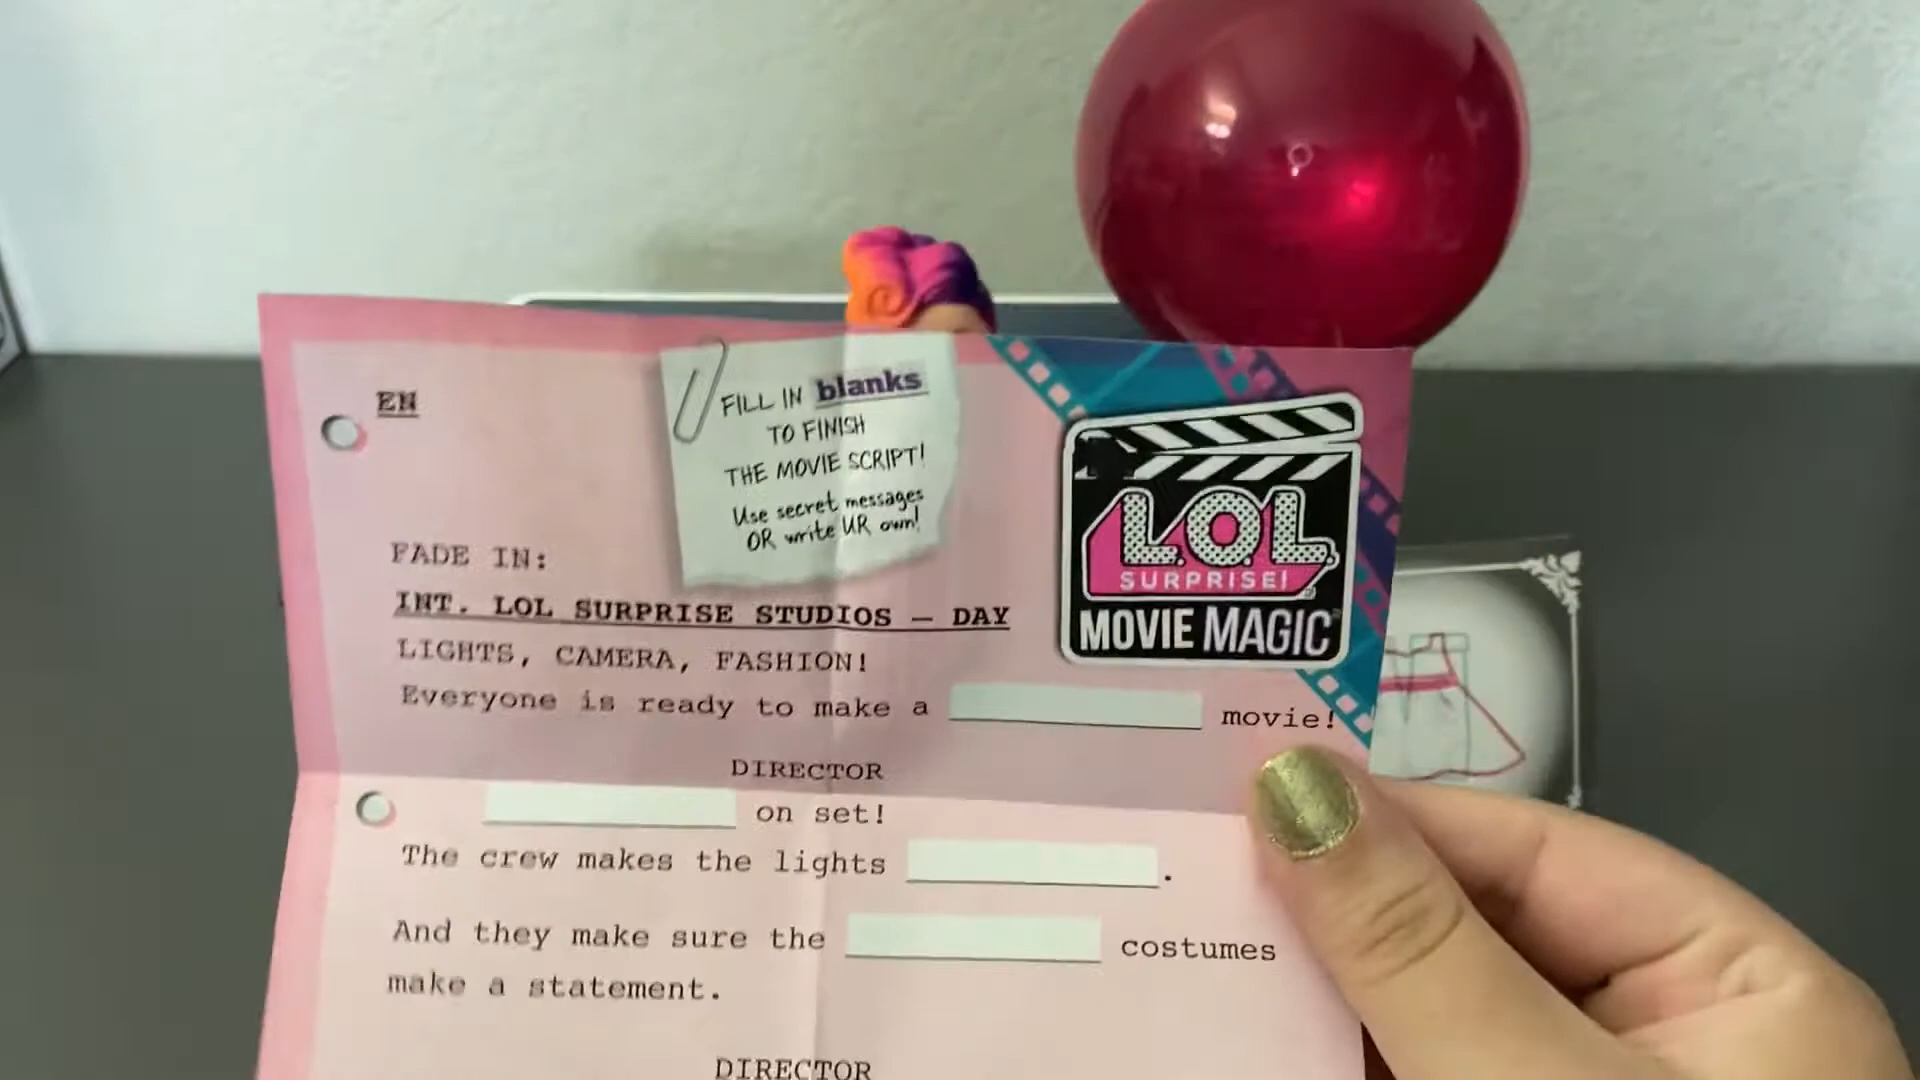 EN
FILL IN blanks
TO FINISH
THE MOVIE SCRIPT!
Use secret messages
OR write UR own!
L.O.L.
SURPRISE!
MOVIE MAGIC
FADE IN:
INT. LOL SURPRISE STUDIOS — DAY
LIGHTS, CAMERA, FASHION!
Everyone is ready to make a movie!
DIRECTOR
on set!
The crew makes the lights .
And they make sure the costumes
make a statement.
DIRECTOR